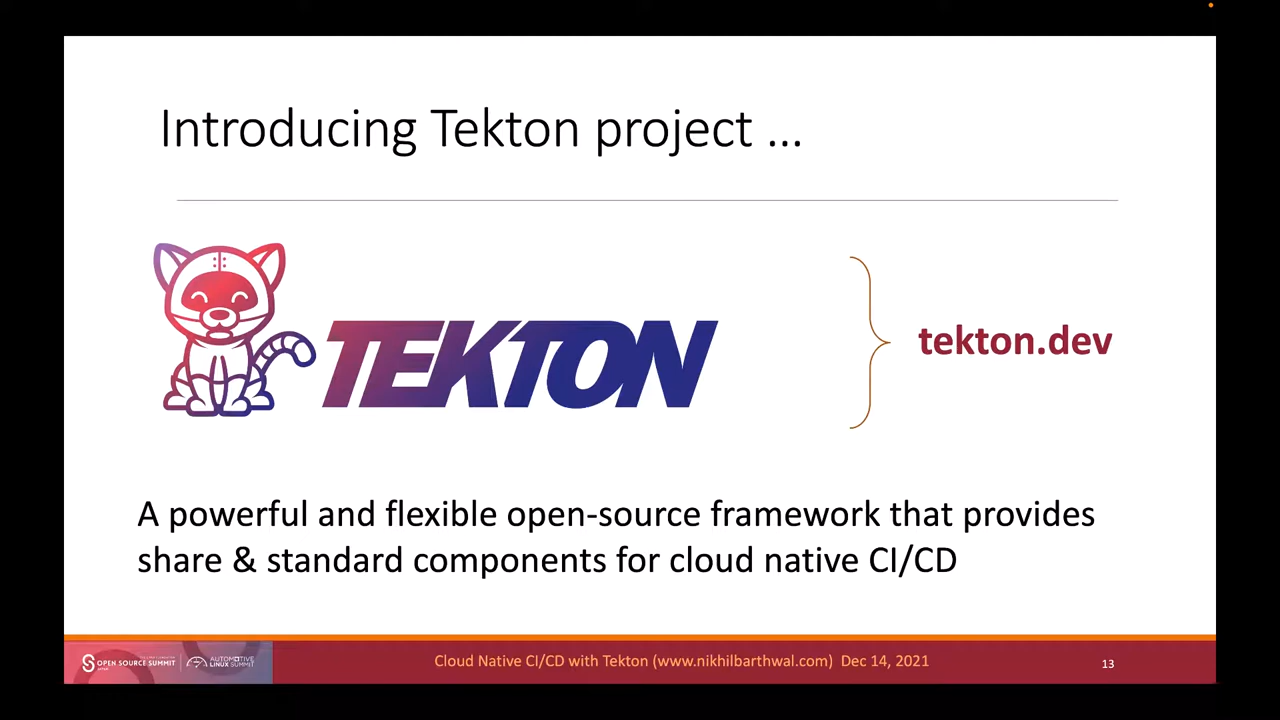 Introducing Tekton project ...
TEKTON
tekton.dev
A powerful and flexible open-source framework that provides
share & standard components for cloud native CI/CD
OPEN SOURCE SUMMIT
AUTOMOTIVE
LINUX SUMMIT
Cloud Native CI/CD with Tekton (www.nikhilbarthwal.com) Dec 14, 2021
13